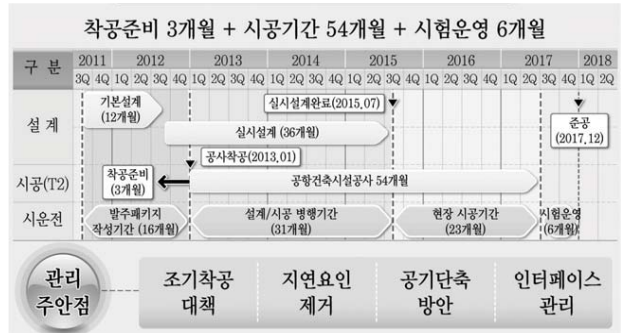 착공준비 3개월 + 시공기간 54개월 + 시험운영 6개월
구 분 2011 2012 2013 2014 2015 2016 2017 2018
3Q 4Q 1Q 2Q 3Q 4Q 1Q 2Q 3Q 4Q 1Q 2Q 3Q 4Q 1Q 2Q 3Q 4Q 1Q 2Q 3Q 4Q 1Q 2Q 3Q 4Q 1Q 2Q
설 계
기본설계
(12개월)
실시설계완료(2015.07)
실시설계 (36개월)
준공
(2017.12)
공사착공(2013.01)
시공(T2)
착공준비
(3개월)
공항건축시설공사 54개월
시운전
발주패키지
작성기간 (16개월)
설계/시공 병행기간
(31개월)
현장 시공기간
(23개월)
시험운영
(6개월)
관리
주안점
조기착공
대책
지연요인
제거
공기단축
방안
인터페이스
관리